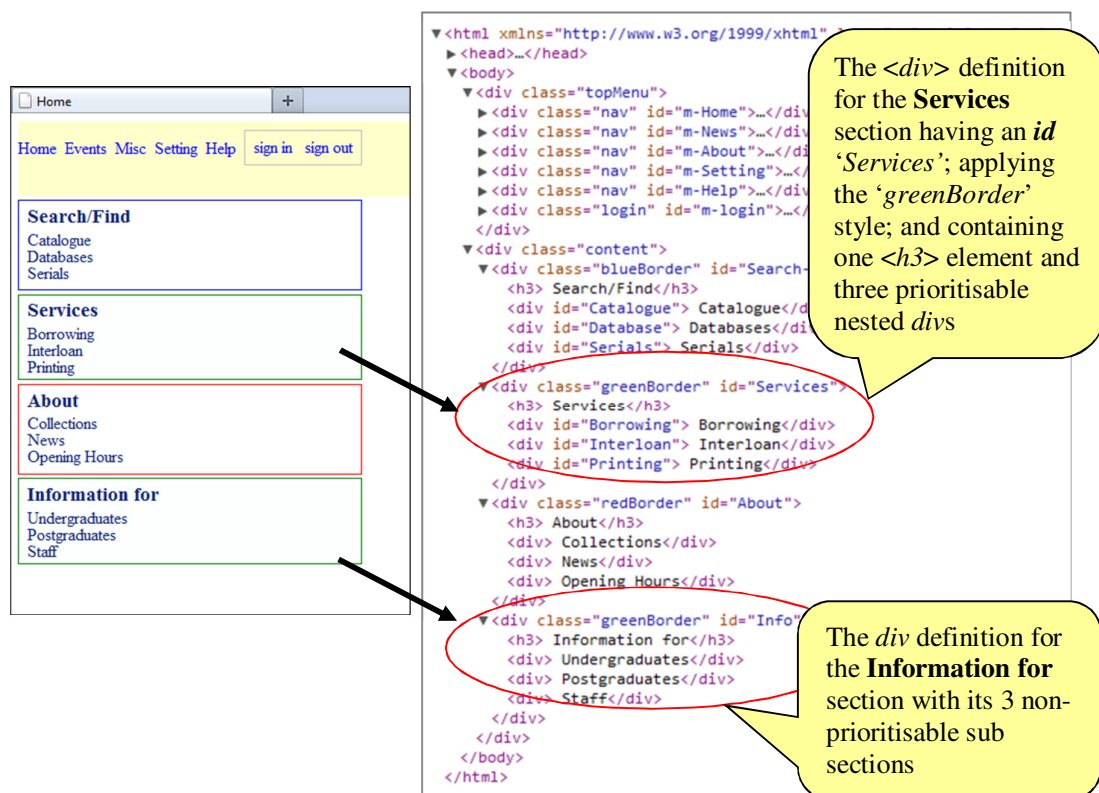 Home
+
Home Events Misc Setting Help sign in sign out
Search/Find
Catalogue
Databases
Serials
Services
Borrowing
Interloan
Printing
About
Collections
News
Opening Hours
Information for
Undergraduates
Postgraduates
Staff
▼<html xmlns="http://www.w3.org/1999/xhtml"
▶<head>…</head>
▼<body>
▼<div class="topMenu">
▶<div class="nav" id="m-Home">…</div
▶<div class="nav" id="m-News">…</div
▶<div class="nav" id="m-About">…</di
▶<div class="nav" id="m-Setting">…</
▶<div class="nav" id="m-Help">…</div
▶<div class="login" id="m-login">…</
</div>
▼<div class="content">
▼<div class="blueBorder" id="Search-
<h3> Search/Find</h3>
<div id="Catalogue"> Catalogue</d
<div id="Database"> Databases</div
<div id="Serials"> Serials</div>
</div>
▼<div class="greenBorder" id="Services">
<h3> Services</h3>
<div id="Borrowing"> Borrowing</div>
<div id="Interloan"> Interloan</div>
<div id="Printing"> Printing</div>
</div>
▼<div class="redBorder" id="About">
<h3> About</h3>
<div> Collections</div>
<div> News</div>
<div> Opening Hours</div>
</div>
▼<div class="greenBorder" id="Info"
<h3> Information for</h3>
<div> Undergraduates</div>
<div> Postgraduates</div>
<div> Staff</div>
</div>
</div>
</body>
</html>
The <div> definition
for the Services
section having an id
‘Services’; applying
the ‘greenBorder’
style; and containing
one <h3> element and
three prioritisable
nested divs
The div definition for
the Information for
section with its 3 non-
prioritisable sub
sections